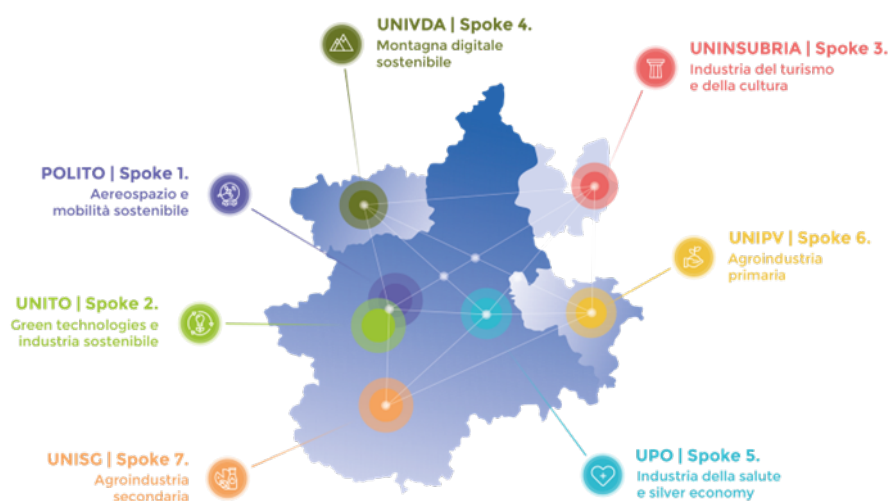 UNIVDA | Spoke 4.
Montagna digitale
sostenibile
UNINSUBRIA | Spoke 3.
Industria del turismo
e della cultura
POLITO | Spoke 1.
Aereospazio e
mobilità sostenibile
UNIPV | Spoke 6.
Agroindustria
primaria
UNITO | Spoke 2.
Green technologies e
industria sostenibile
UNISG | Spoke 7.
Agroindustria
secondaria
UPO | Spoke 5.
Industria della salute
e silver economy